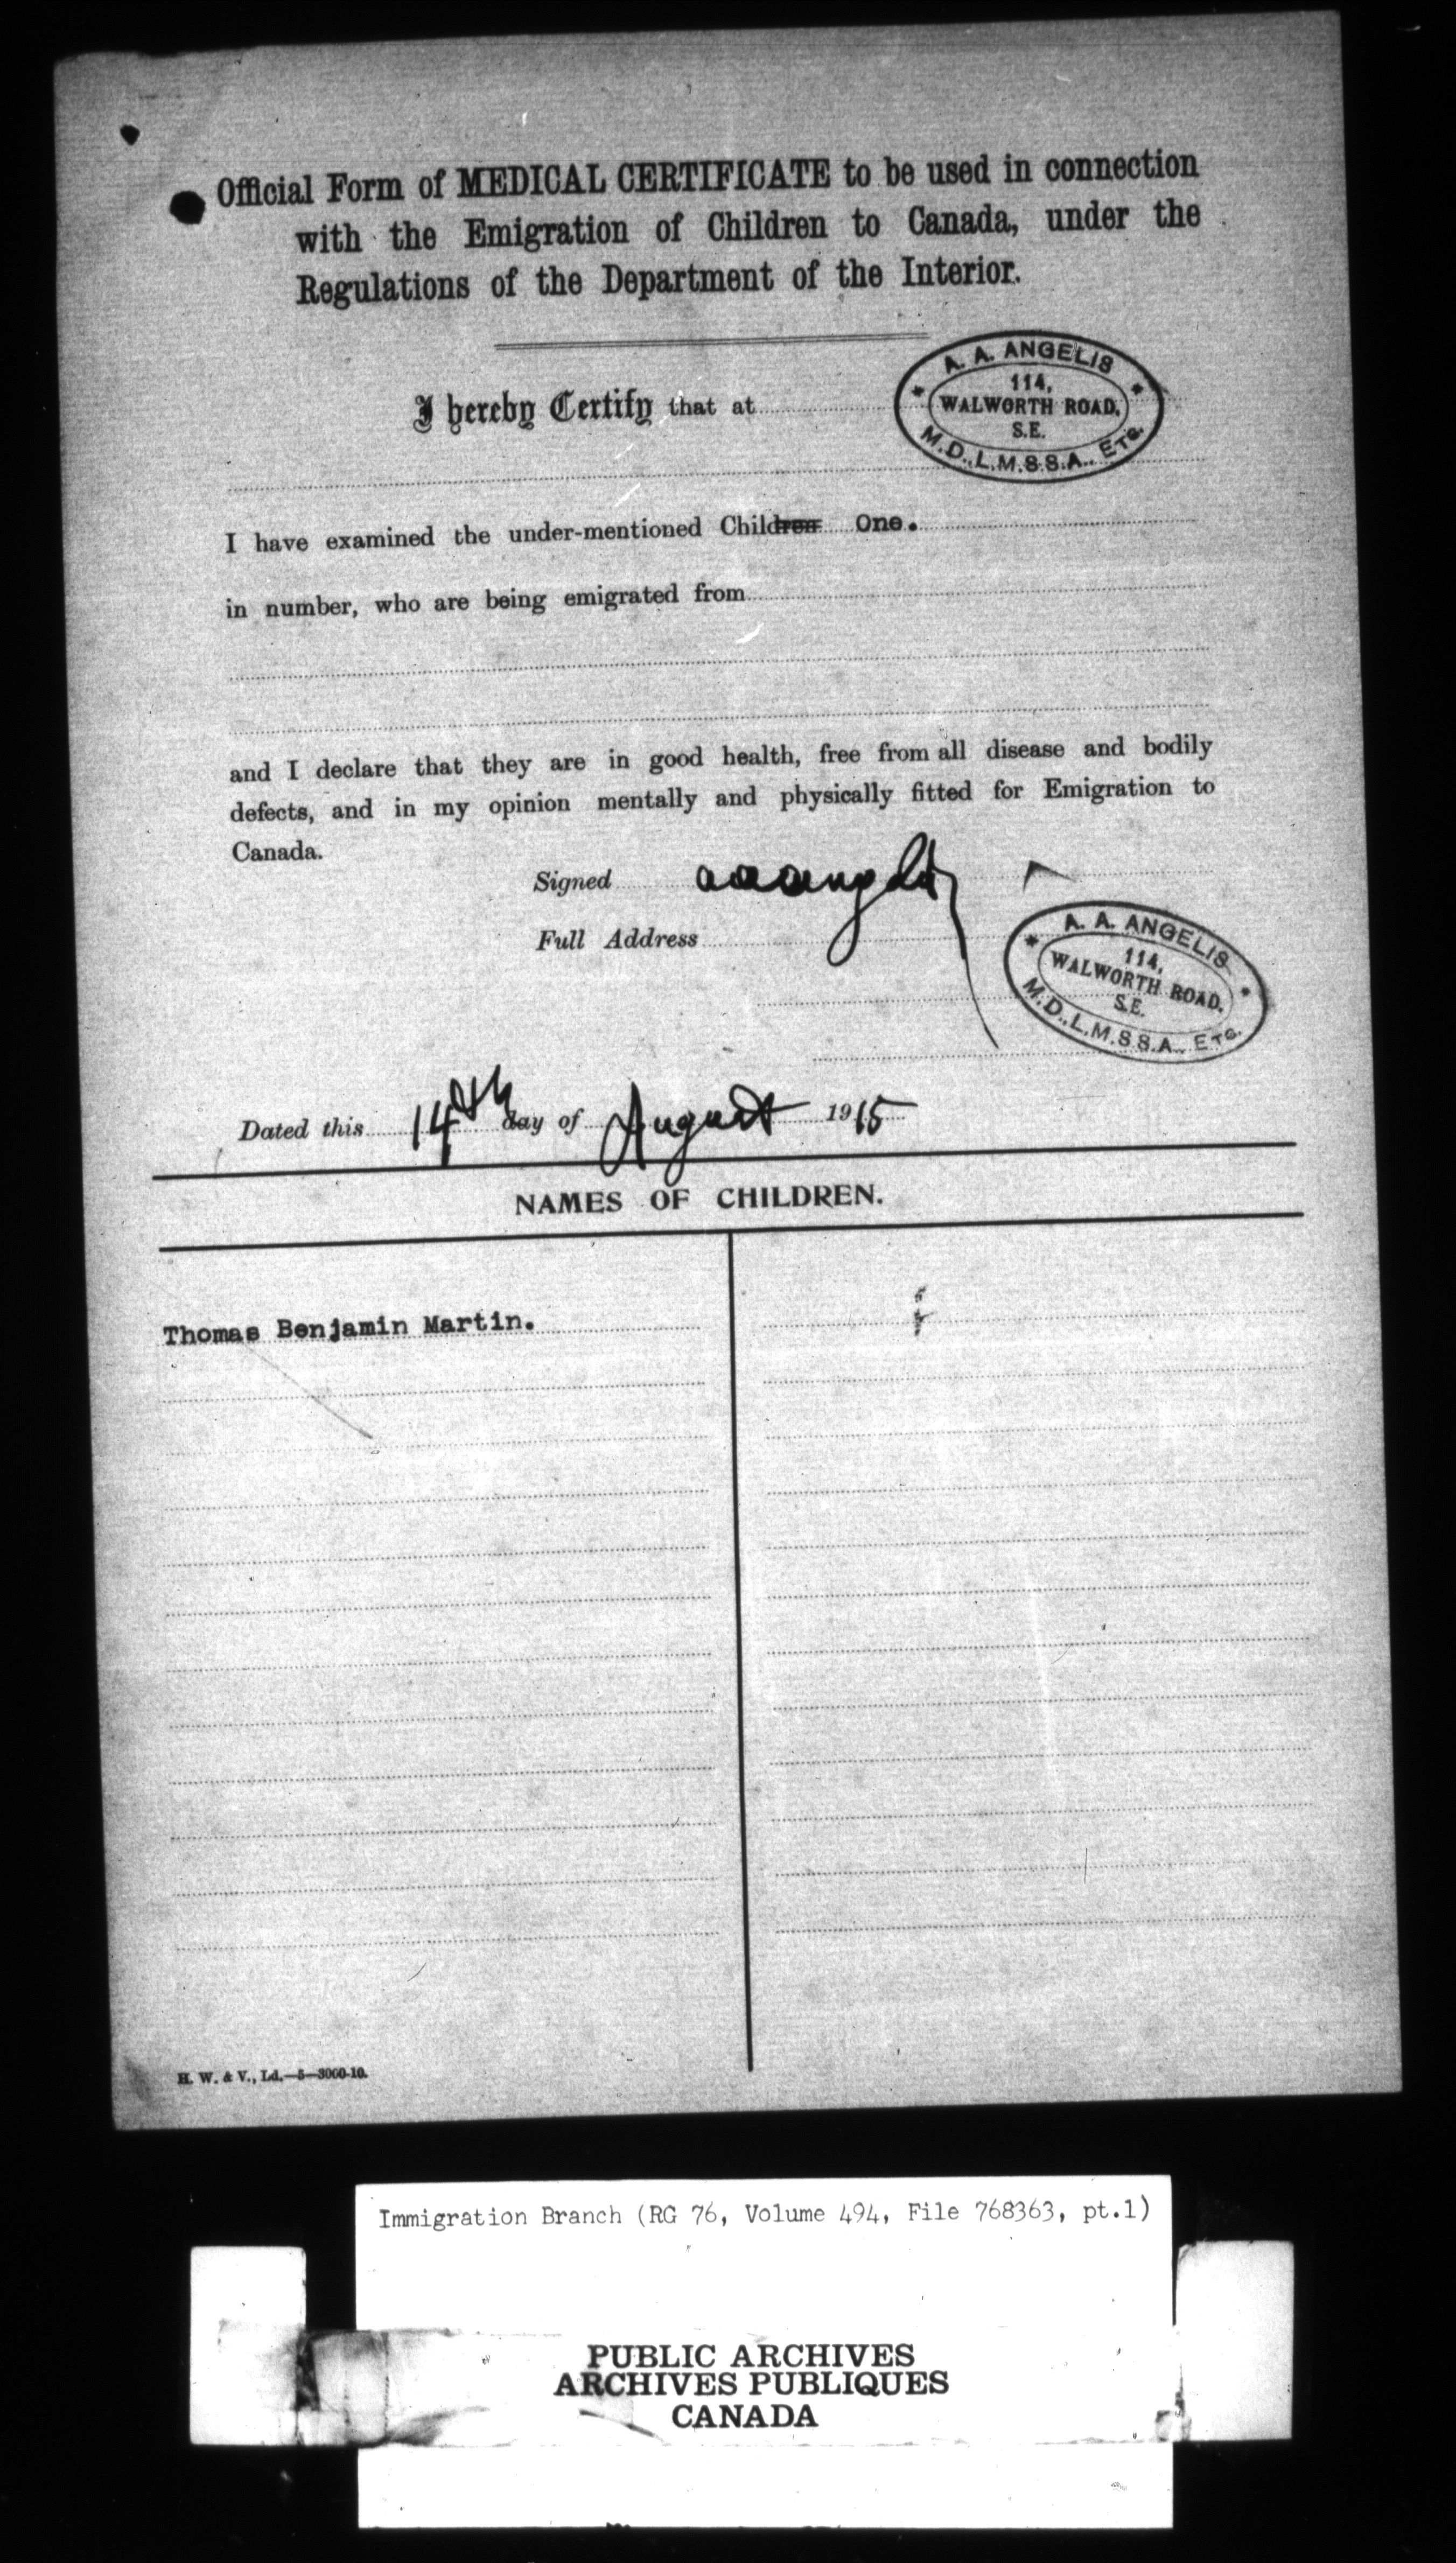 Official Form of MEDICAL CERTIFICATE to be used in connection
with the Emigration of Children to Canada, under the
Regulations of the Department of the Interior.
A. A. ANGELIS
114,
WALWORTH ROAD,
S.E.
M.D., L.M.S.S.A., ETC.
I hereby Certify that at
I have examined the under-mentioned Children One.
in number, who are being emigrated from
and I declare that they are in good health, free from all disease and bodily
defects, and in my opinion mentally and physically fitted for Emigration to
Canada.
Signed aaangelis
Full Address
A. A. ANGELIS
114,
WALWORTH ROAD,
S.E.
M.D., L.M.S.S.A., ETC.
Dated this 14th day of August 1915
NAMES OF CHILDREN.
Thomas Benjamin Martin.
H. W. & V., Ld.—5—3000-10.
Immigration Branch (RG 76, Volume 494, File 768363, pt.1)
PUBLIC ARCHIVES
ARCHIVES PUBLIQUES
CANADA